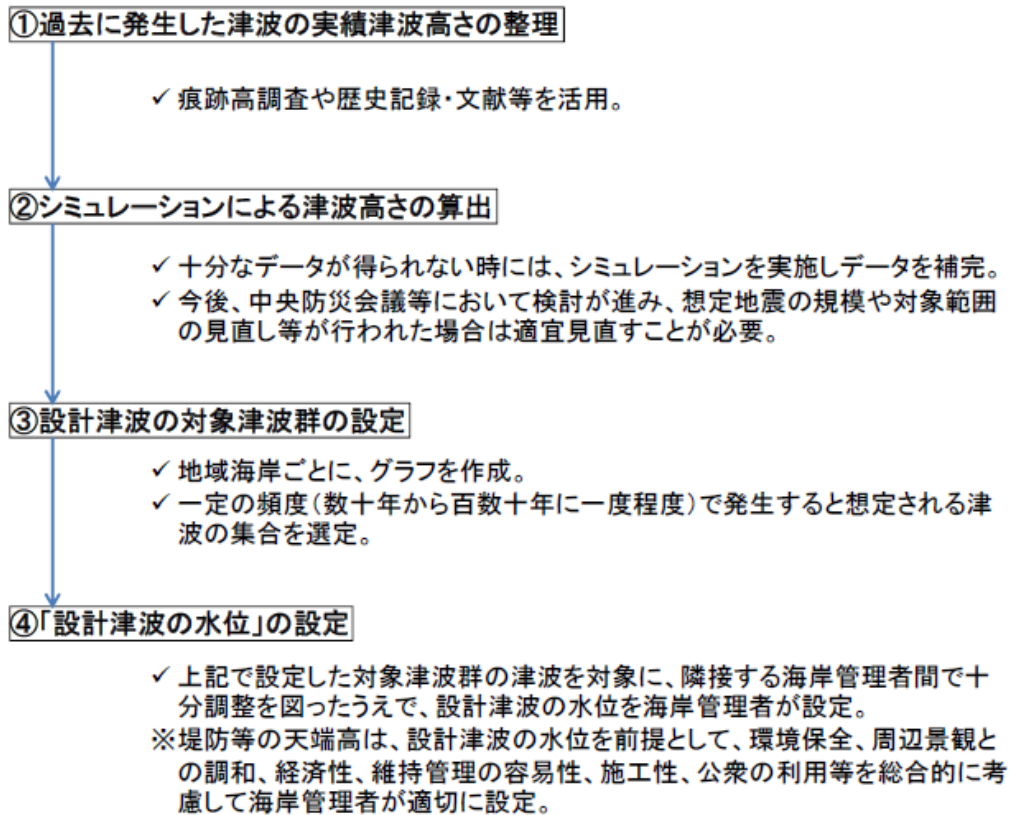 ①過去に発生した津波の実績津波高さの整理
✓ 痕跡高調査や歴史記録・文献等を活用。
②シミュレーションによる津波高さの算出
✓ 十分なデータが得られない時には、シミュレーションを実施しデータを補完。
✓ 今後、中央防災会議等において検討が進み、想定地震の規模や対象範囲
の見直し等が行われた場合は適宜見直すことが必要。
③設計津波の対象津波群の設定
✓ 地域海岸ごとに、グラフを作成。
✓ 一定の頻度（数十年から百数十年に一度程度）で発生すると想定される津
波の集合を選定。
④「設計津波の水位」の設定
✓ 上記で設定した対象津波群の津波を対象に、隣接する海岸管理者間で十
分調整を図ったうえで、設計津波の水位を海岸管理者が設定。
※堤防等の天端高は、設計津波の水位を前提として、環境保全、周辺景観と
の調和、経済性、維持管理の容易性、施工性、公衆の利用等を総合的に考
慮して海岸管理者が適切に設定。